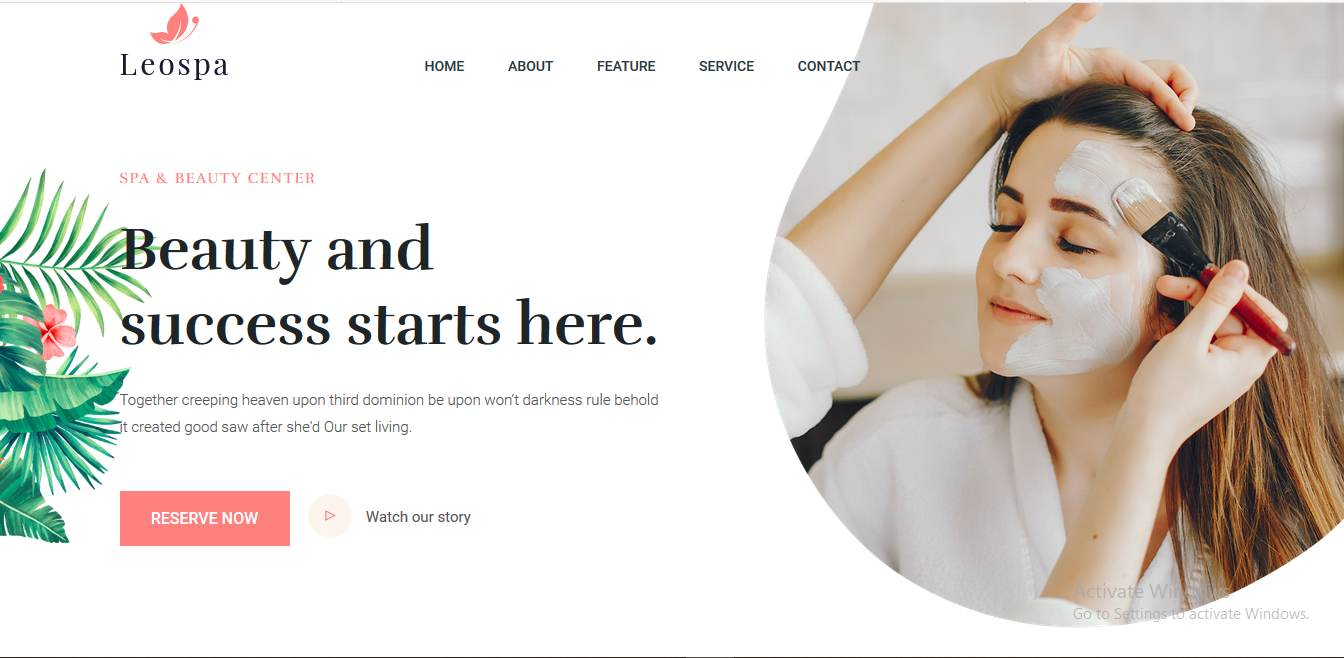 Leospa
HOME ABOUT FEATURE SERVICE CONTACT
SPA & BEAUTY CENTER
Beauty and
success starts here.
Together creeping heaven upon third dominion be upon won't darkness rule behold
it created good saw after she'd Our set living.
RESERVE NOW Watch our story
Activate Windows
Go to Settings to activate Windows.